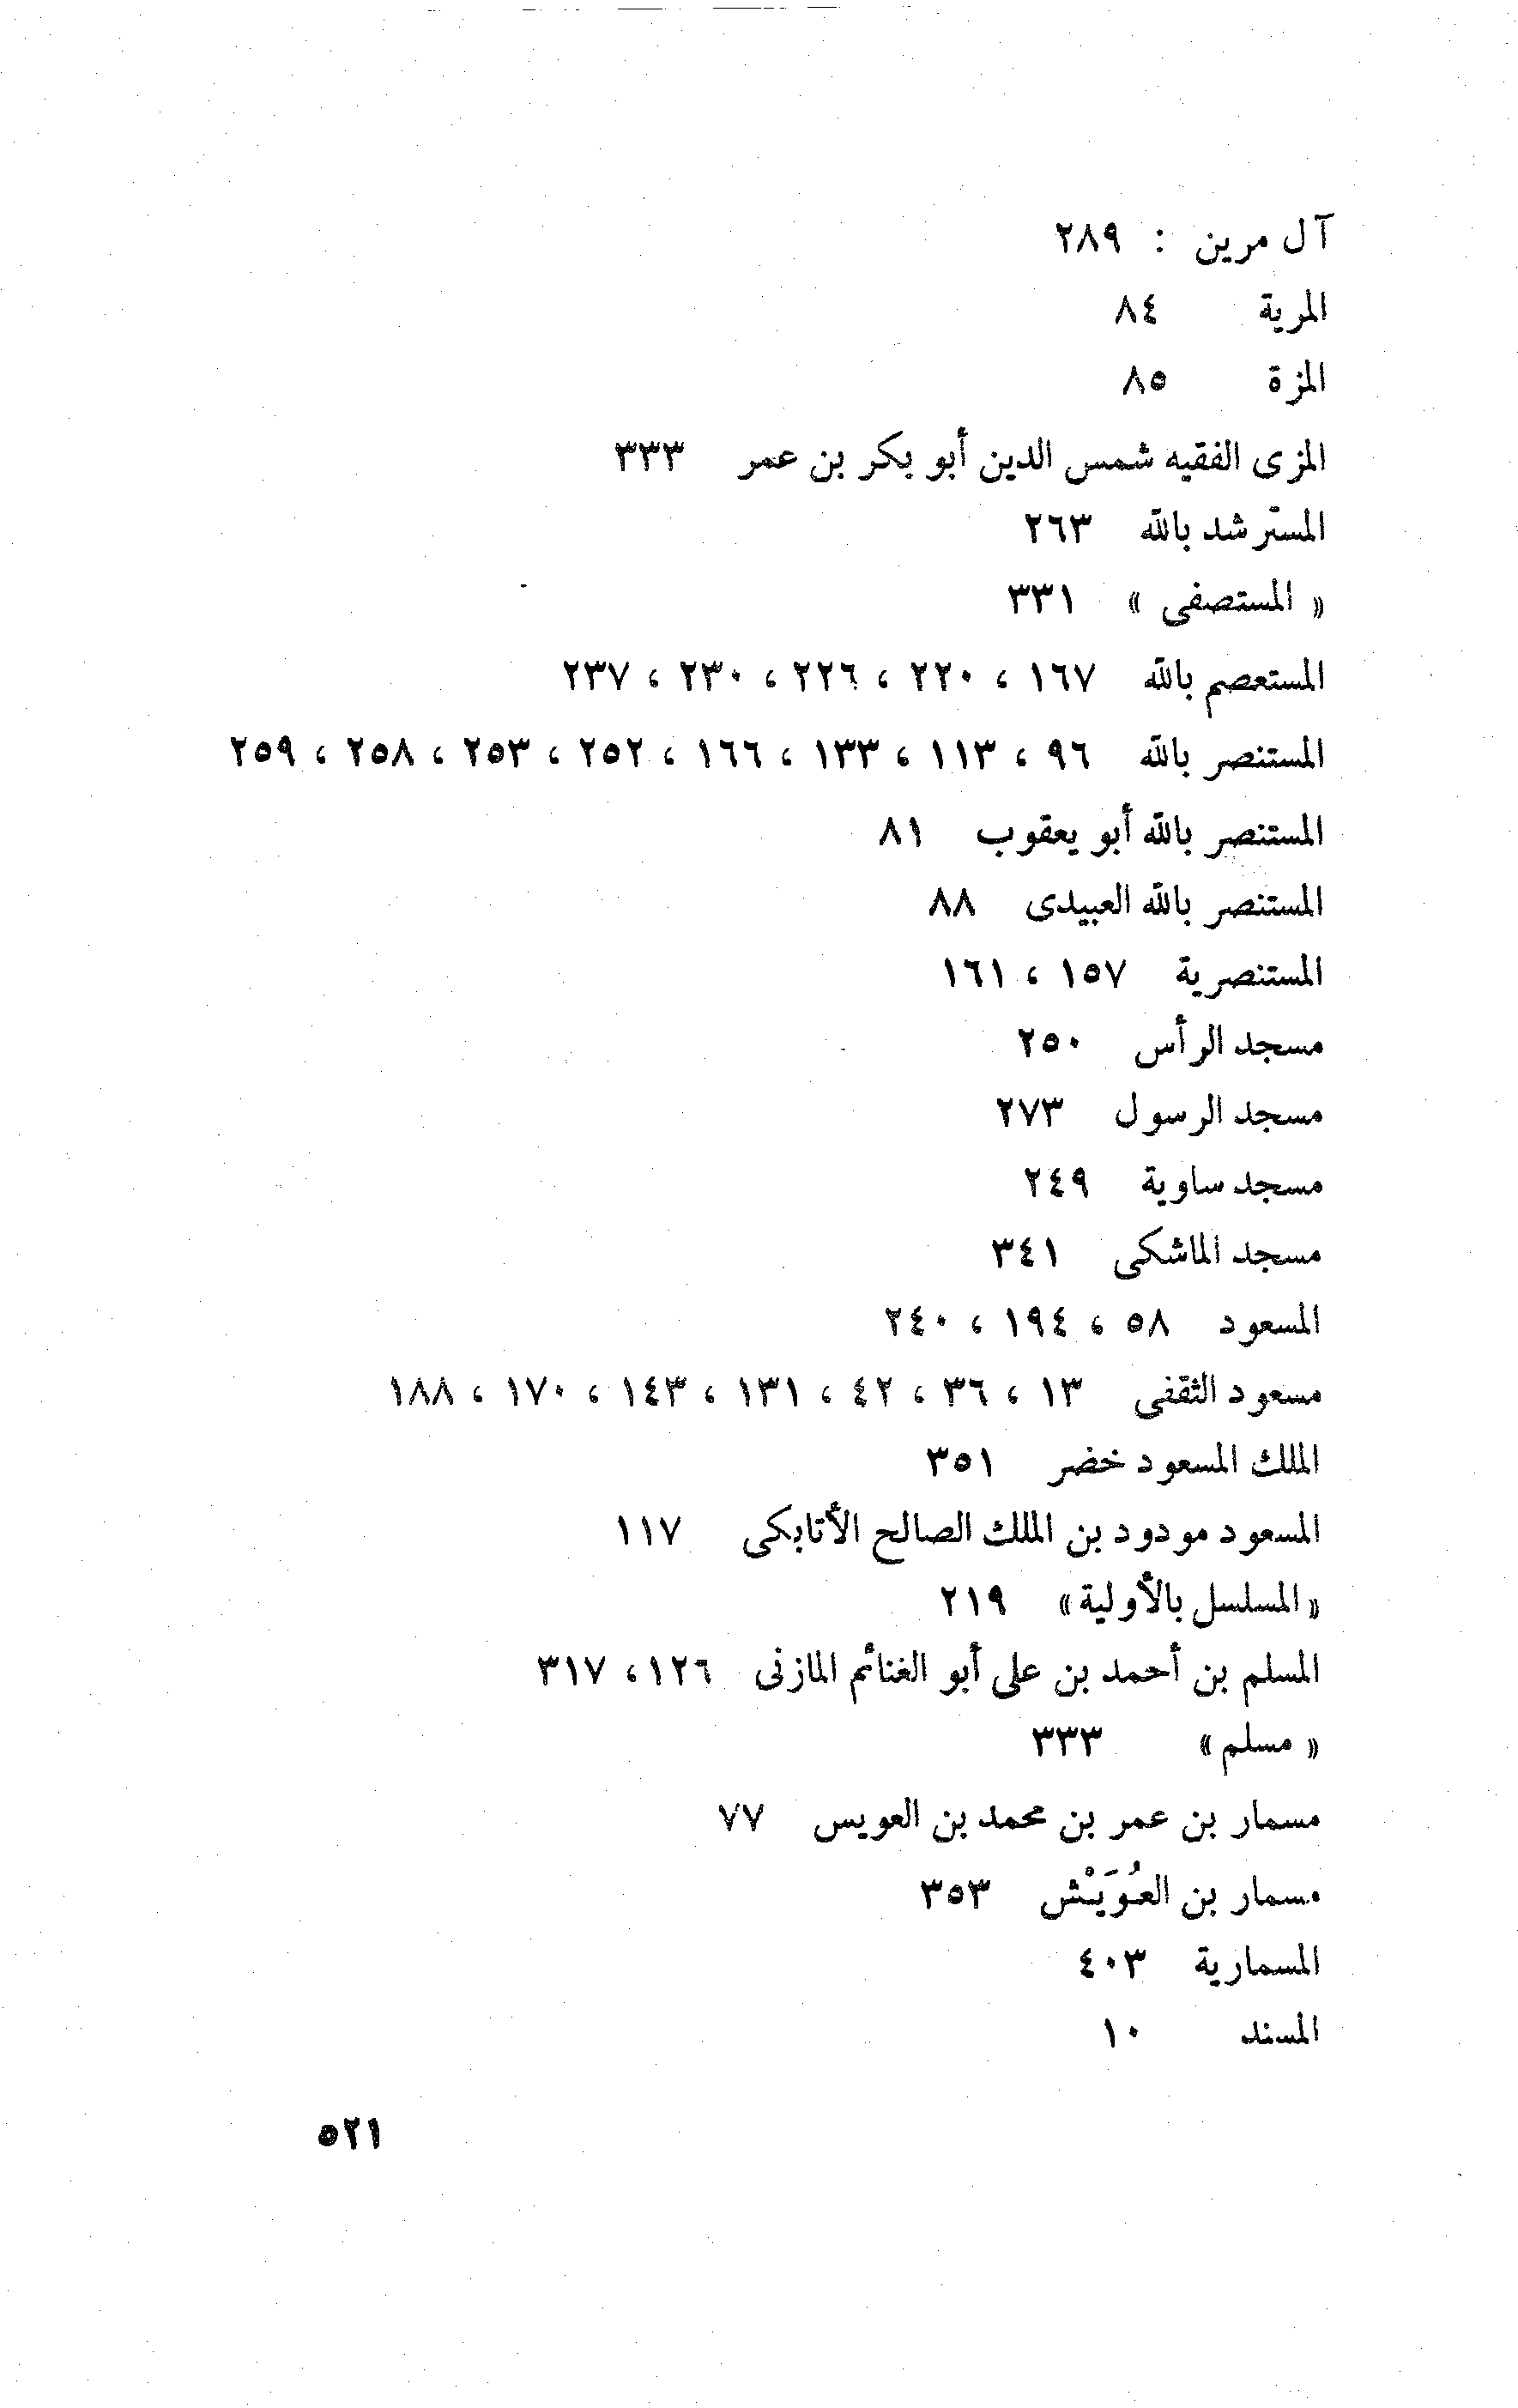 آل مرين : ٢٨٩
المرية ٨٤
المزة ٨٥
المزى الفقيه شمس الدين أبو بكر بن عمر ٣٣٣
المسترشد بالله ٢٦٣
« المستصفى » ٣٣١
المستعصم بالله ١٦٧ ، ٢٢٠ ، ٢٢٦ ، ٢٣٠ ، ٢٣٧
المستنصر بالله ٩٦ ، ١١٣ ، ١٣٣ ، ١٦٦ ، ٢٥٢ ، ٢٥٣ ، ٢٥٨ ، ٢٥٩
المستنصر بالله أبو يعقوب ٨١
المستنصر بالله العبيدى ٨٨
المستنصرية ١٥٧ ، ١٦١
مسجد الرأس ٢٥٠
مسجد الرسول ٢٧٣
مسجد ساوية ٢٤٩
مسجد الماشكى ٣٤١
المسعود ٥٨ ، ١٩٤ ، ٢٤٠
مسعود الثقفى ١٣ ، ٣٦ ، ٤٢ ، ١٣١ ، ١٤٣ ، ١٧٠ ، ١٨٨
الملك المسعود خضر ٣٥١
المسعود مودود بن الملك الصالح الأتابكى ١١٧
« المسلسل بالأولية » ٢١٩
المسلم بن أحمد بن على أبو الغنائم المازنى ١٢٦ ، ٣١٧
« مسلم » ٣٣٣
مسمار بن عمر بن محمد بن العويس ٧٧
مسمار بن العُوَيْش ٣٥٣
المسمارية ٤٠٣
المسند ١٠
٥٢١